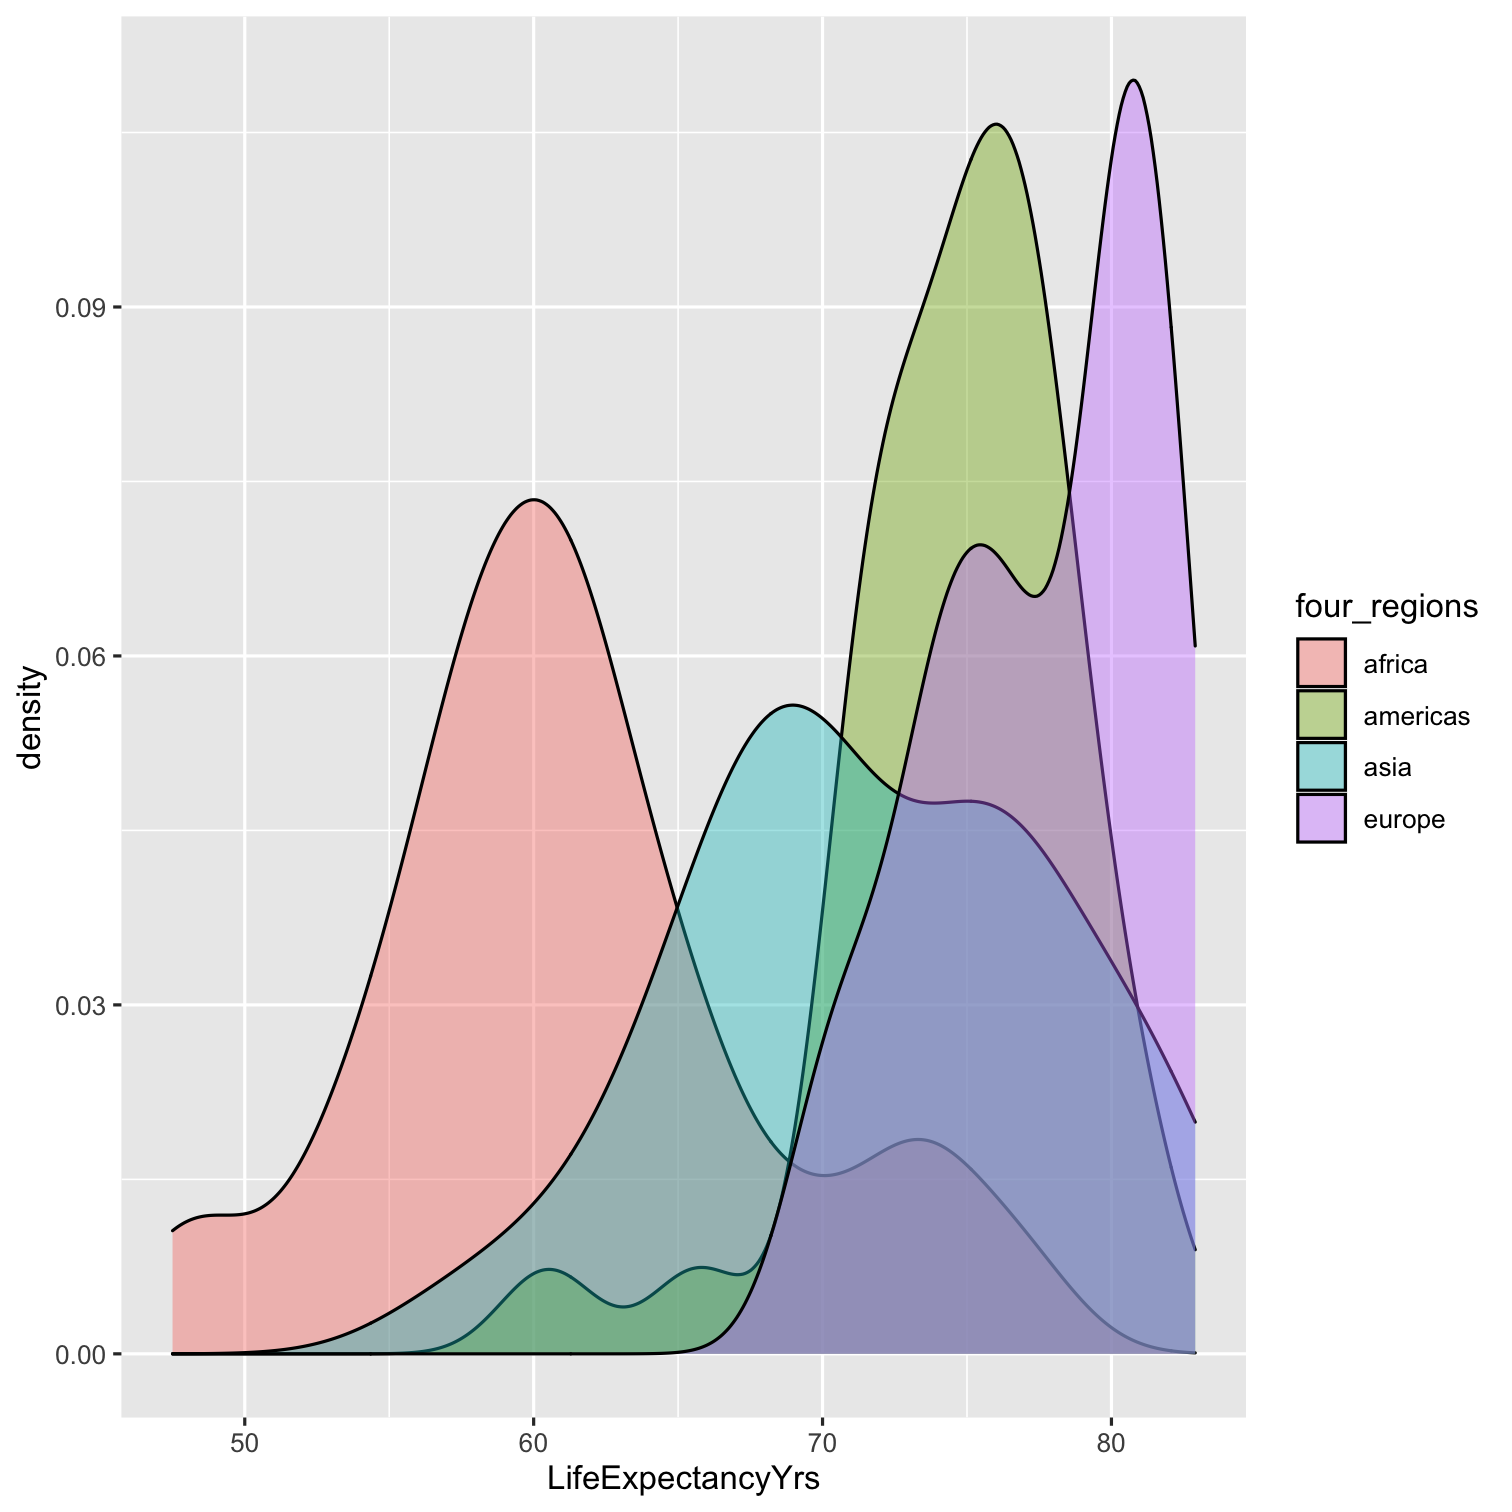 0.09
0.06
0.03
0.00
density
50 60 70 80
LifeExpectancyYrs
four_regions
africa
americas
asia
europe